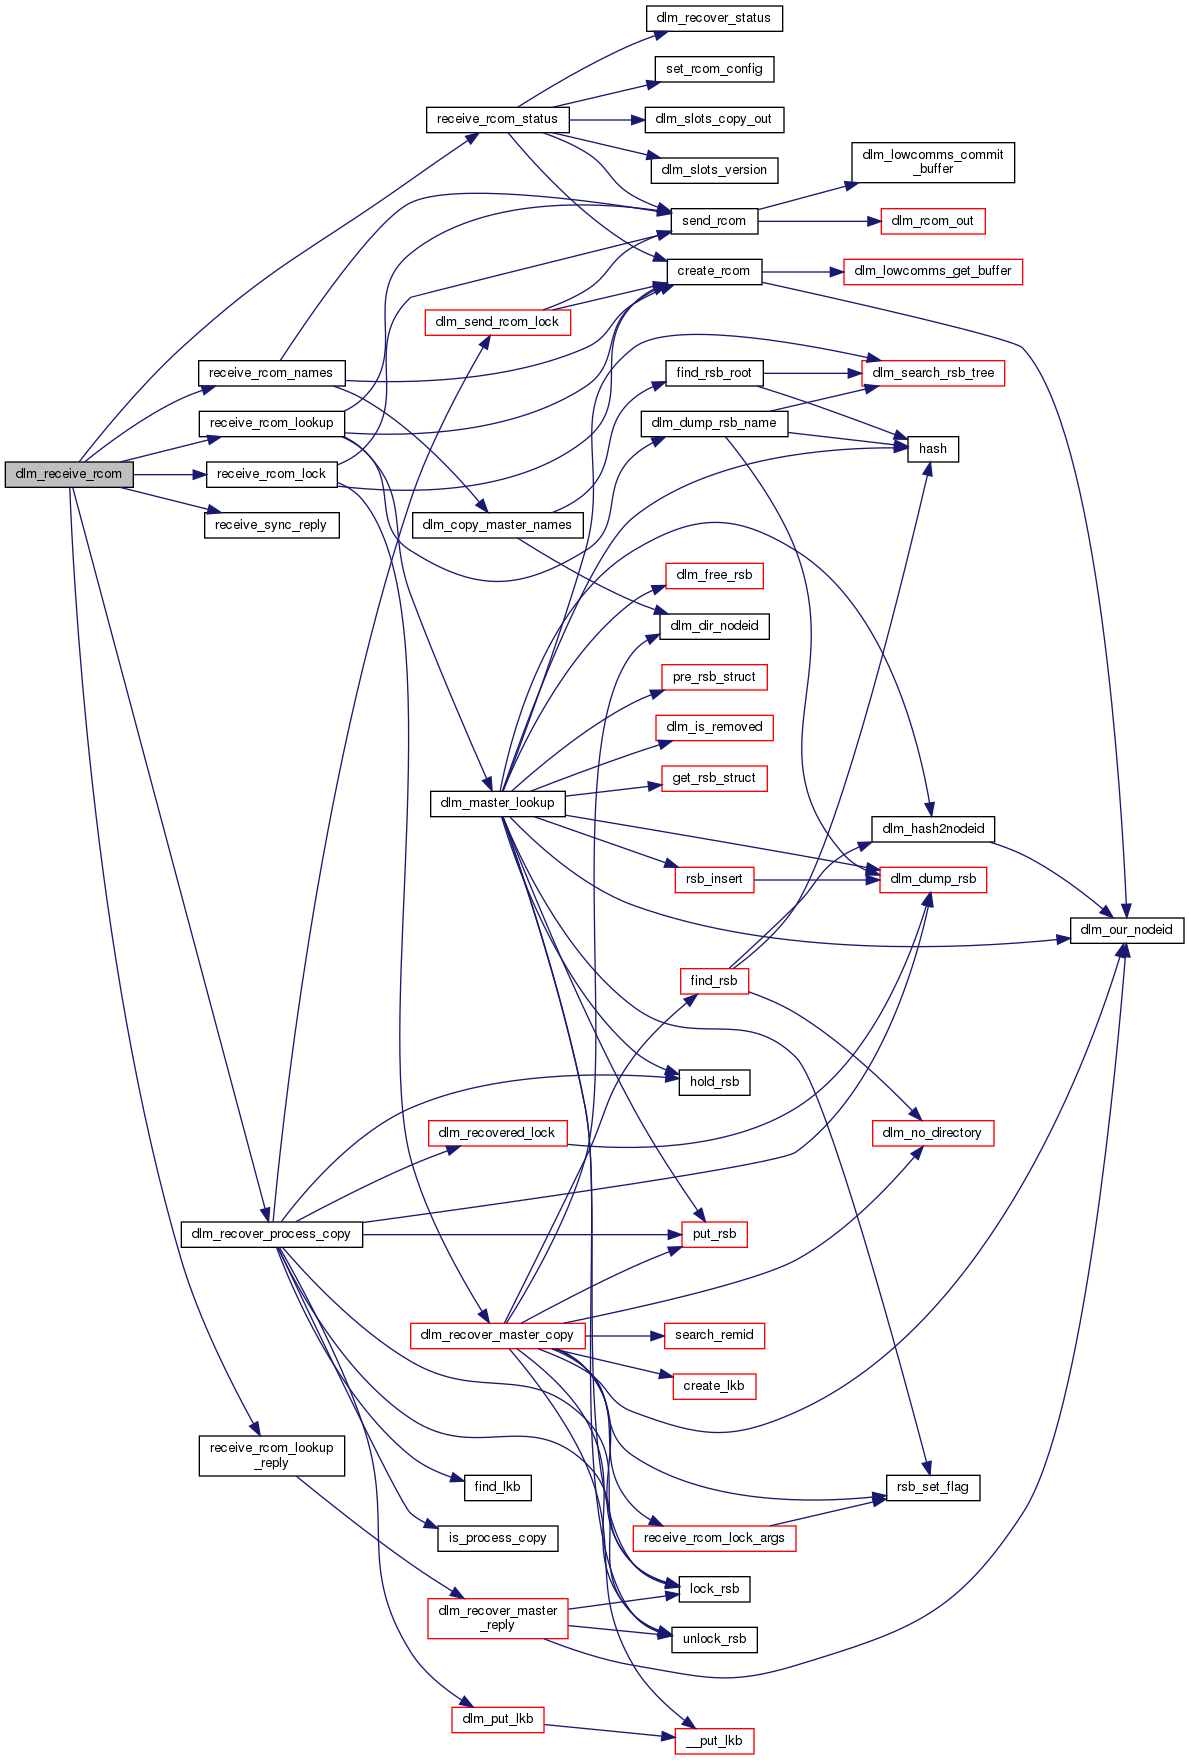 dlm_recover_status
set_rcom_config
receive_rcom_status
dlm_slots_copy_out
dlm_lowcomms_commit
_buffer
dlm_slots_version
send_rcom
dlm_rcom_out
create_rcom
dlm_lowcomms_get_buffer
dlm_send_rcom_lock
receive_rcom_names
find_rsb_root
dlm_search_rsb_tree
receive_rcom_lookup
dlm_dump_rsb_name
hash
dlm_receive_rcom
receive_rcom_lock
receive_sync_reply
dlm_copy_master_names
dlm_free_rsb
dlm_dir_nodeid
pre_rsb_struct
dlm_is_removed
get_rsb_struct
dlm_master_lookup
dlm_hash2nodeid
rsb_insert
dlm_dump_rsb
dlm_our_nodeid
find_rsb
hold_rsb
dlm_recovered_lock
dlm_no_directory
dlm_recover_process_copy
put_rsb
dlm_recover_master_copy
search_remid
create_lkb
receive_rcom_lookup
_reply
find_lkb
rsb_set_flag
is_process_copy
receive_rcom_lock_args
lock_rsb
dlm_recover_master
_reply
unlock_rsb
dlm_put_lkb
__put_lkb